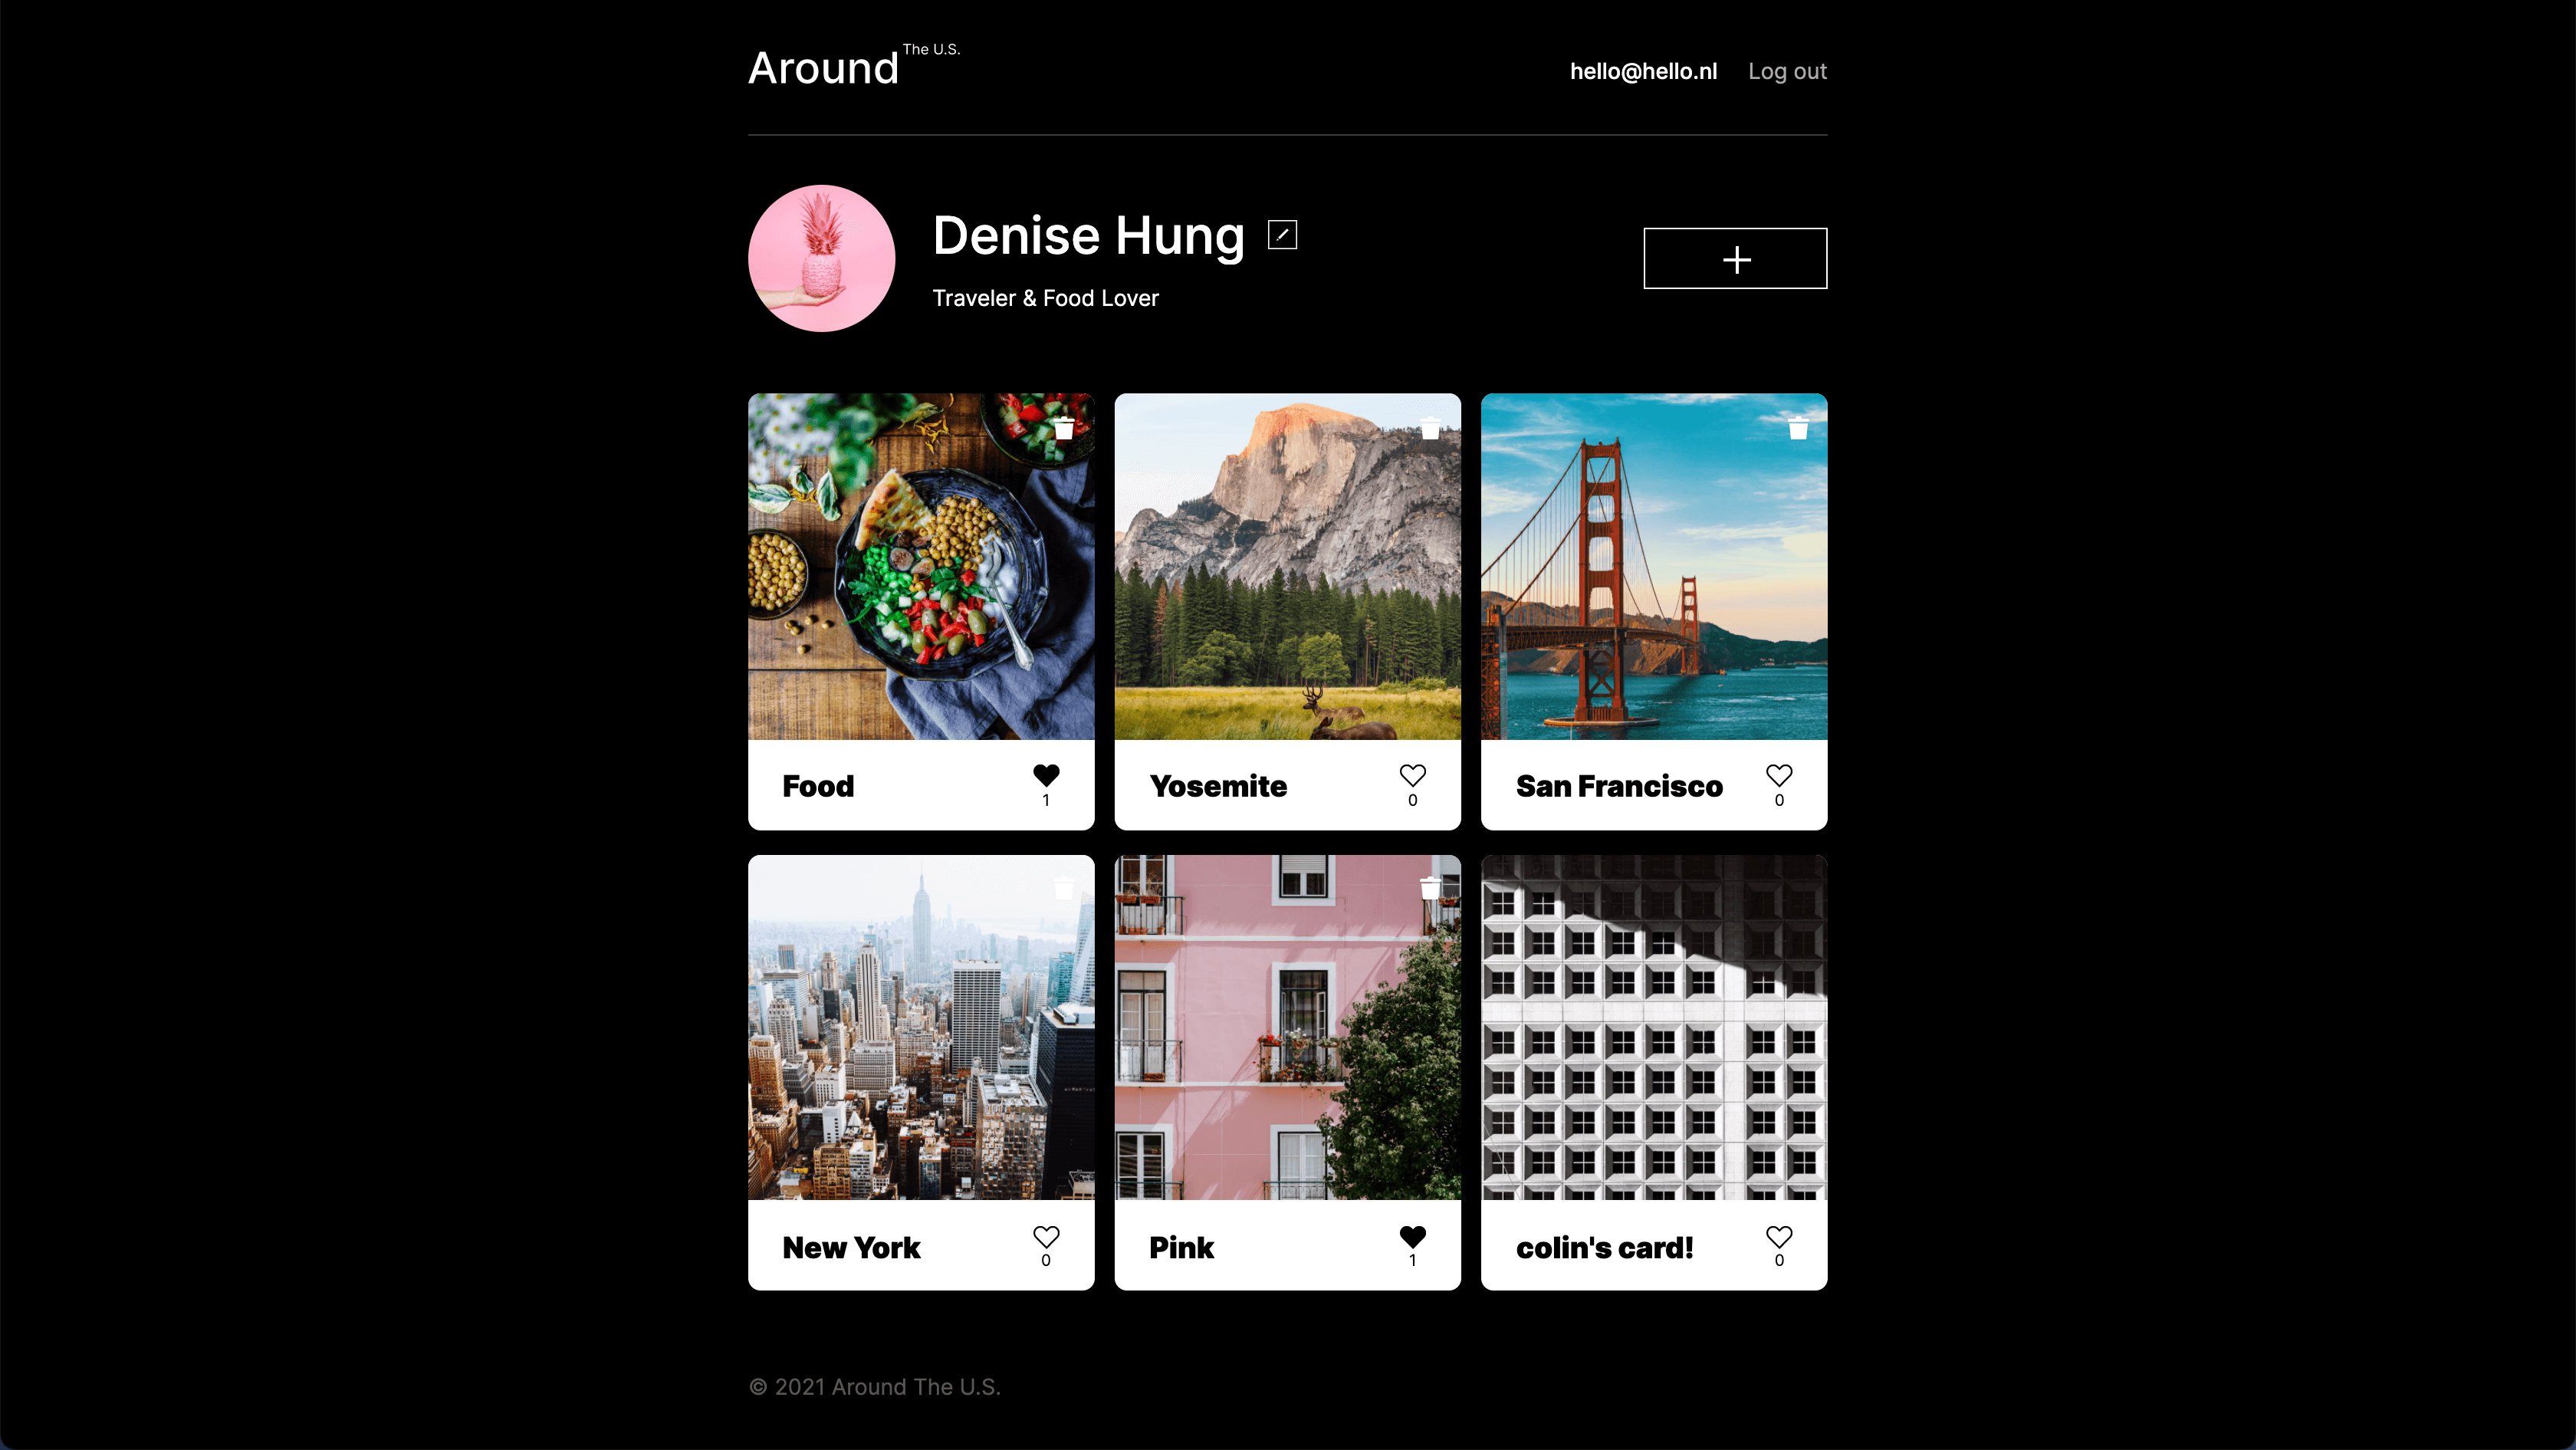 Around The U.S.
hello@hello.nl Log out
Denise Hung
Traveler & Food Lover
Food
1
Yosemite
0
San Francisco
0
New York
0
Pink
1
colin's card!
0
© 2021 Around The U.S.